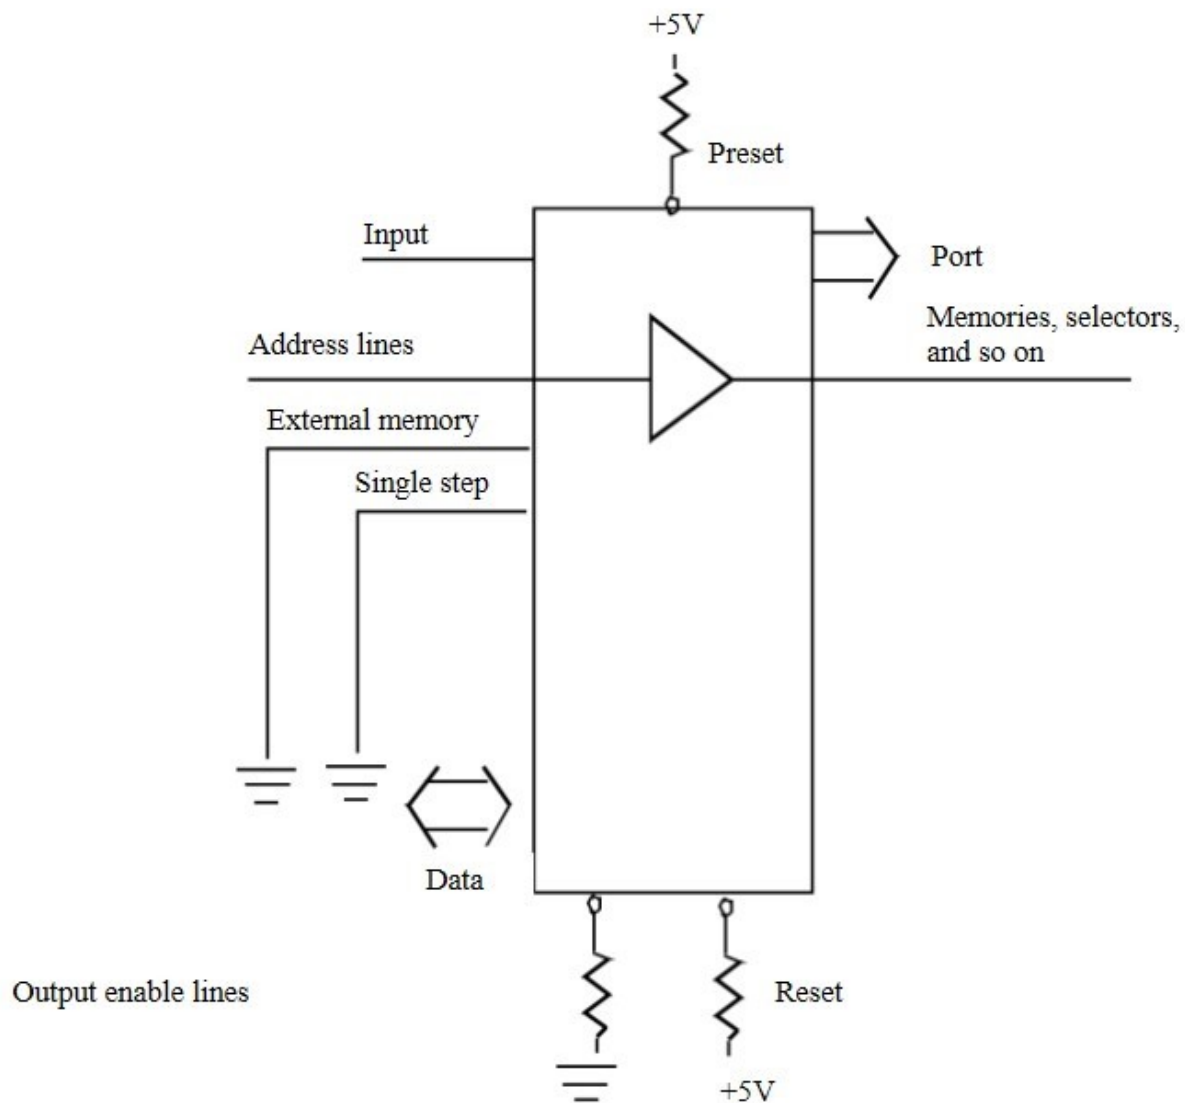 +5V
Preset
Input
Port
Memories, selectors,
and so on
Address lines
External memory
Single step
Data
Output enable lines
Reset
+5V